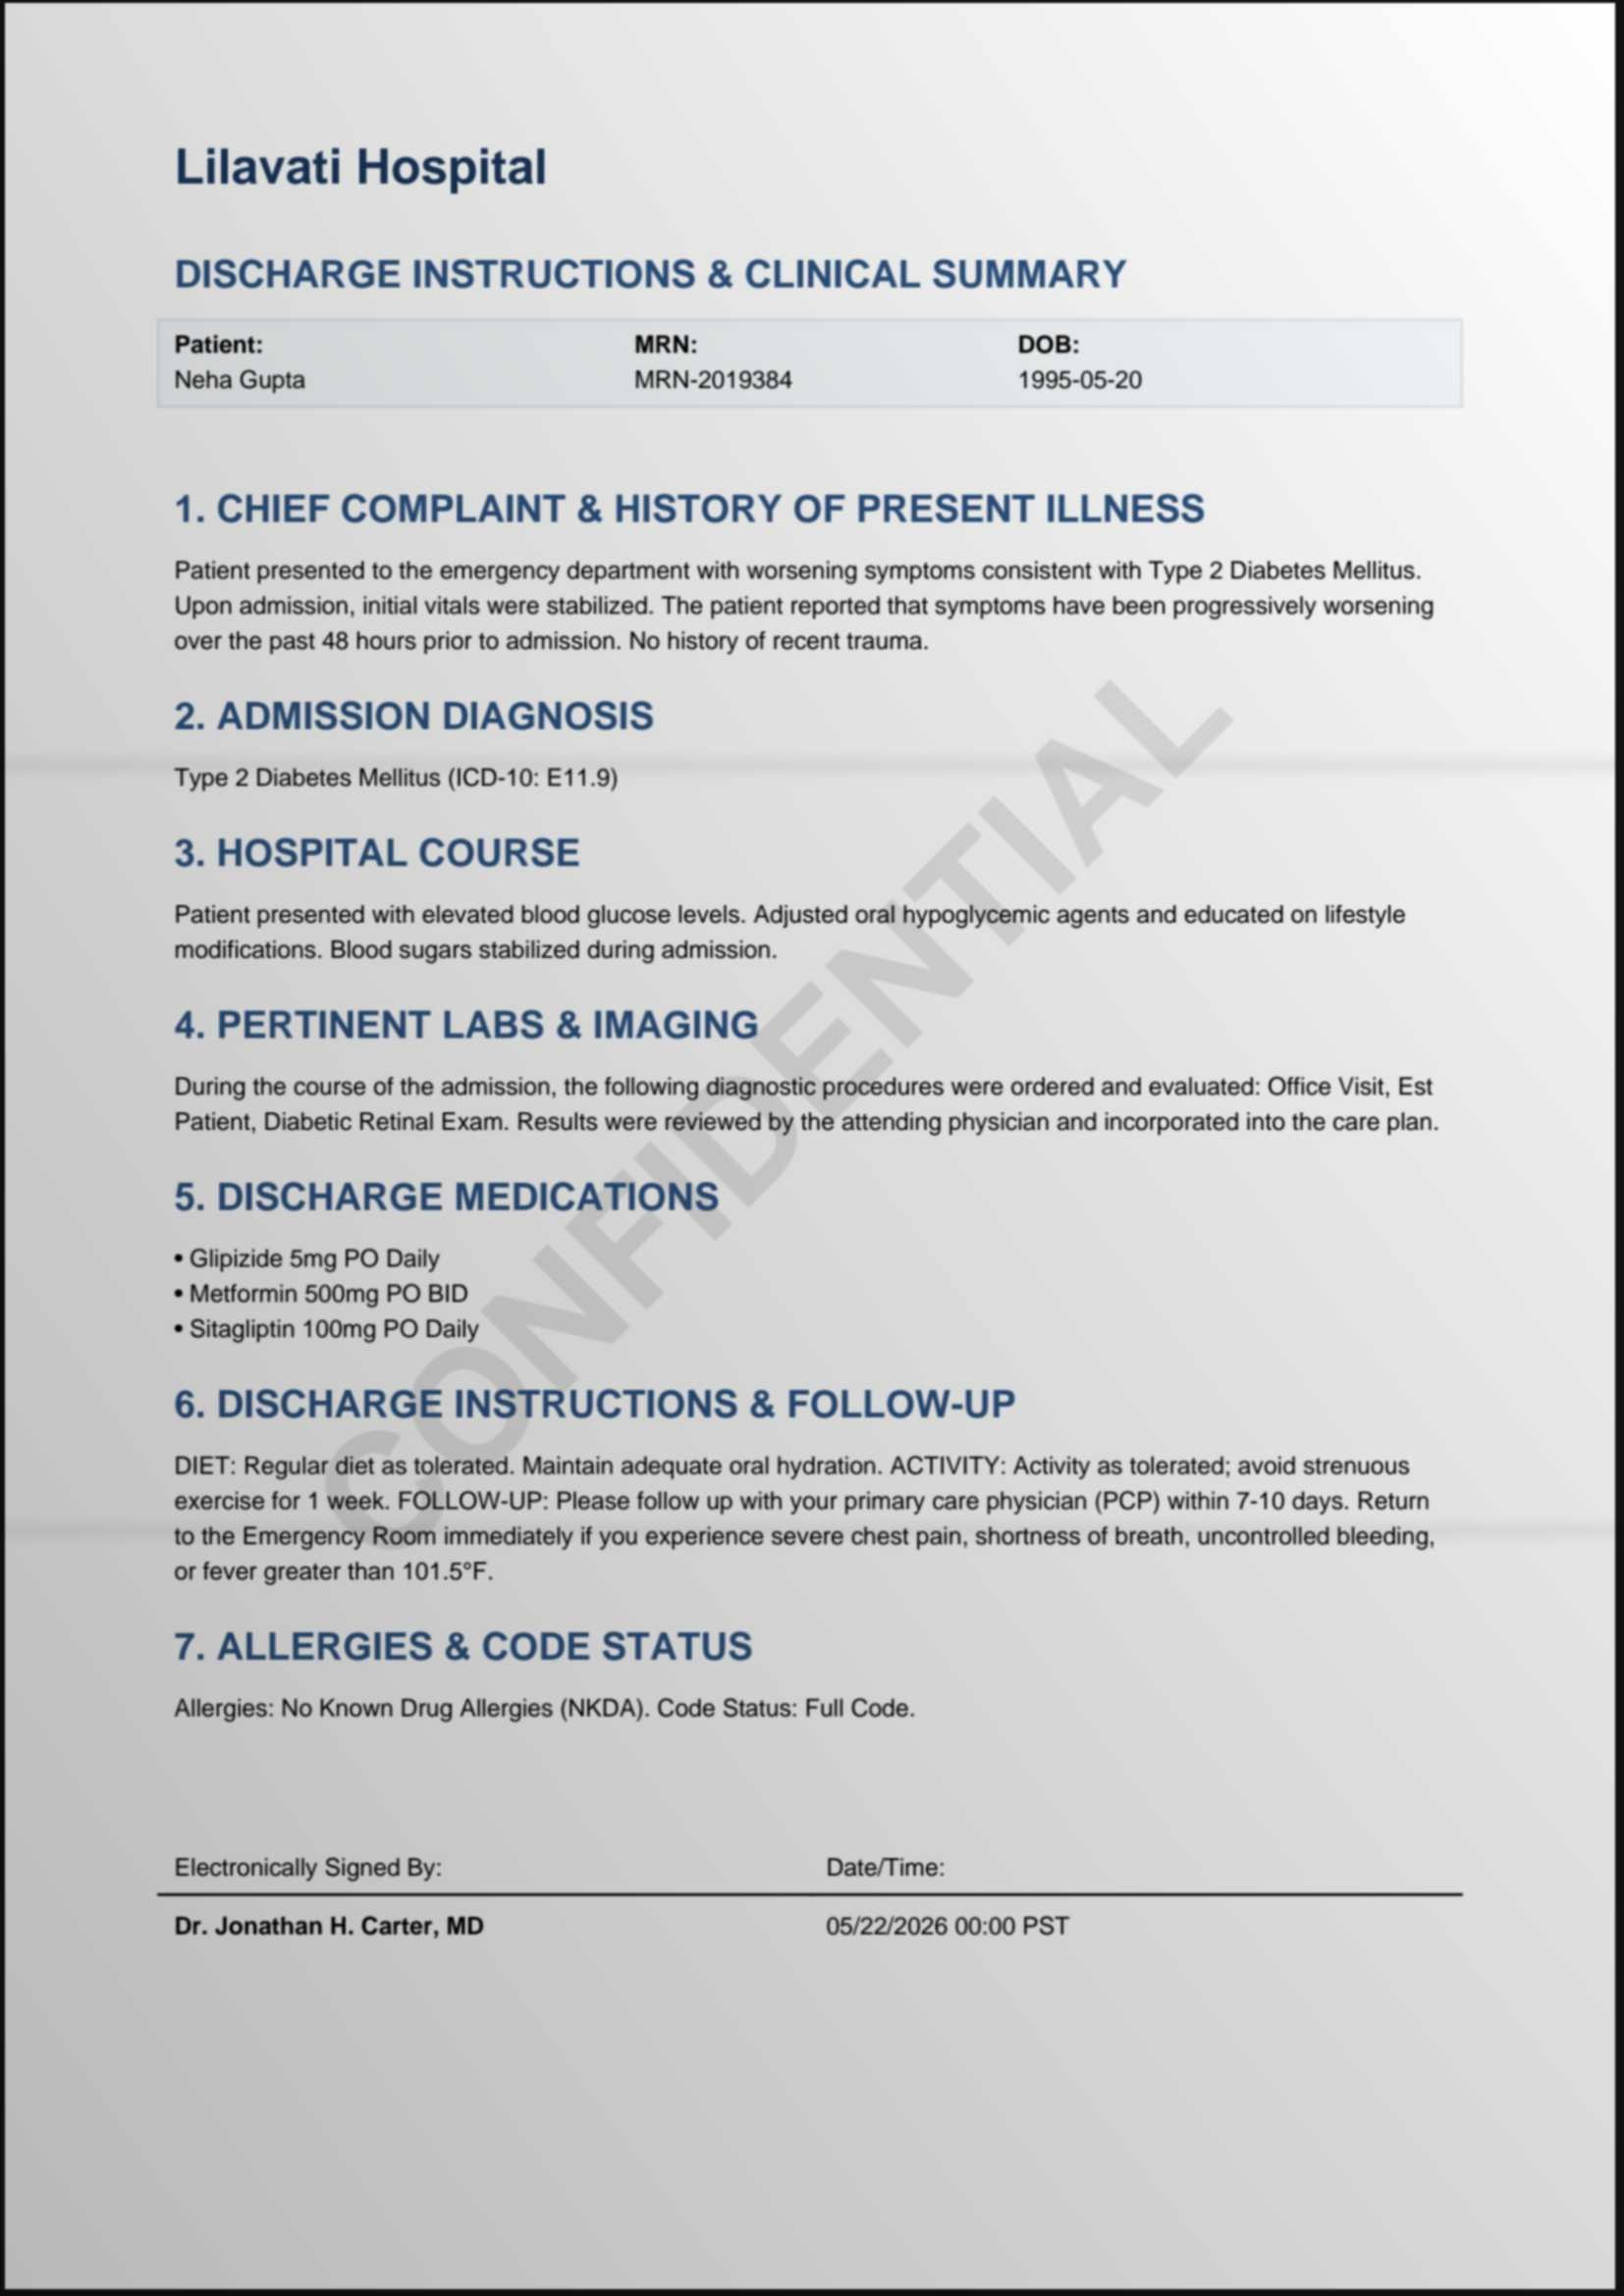 Lilavati Hospital
DISCHARGE INSTRUCTIONS & CLINICAL SUMMARY
Patient: MRN: DOB:
Neha Gupta MRN-2019384 1995-05-20
1. CHIEF COMPLAINT & HISTORY OF PRESENT ILLNESS
Patient presented to the emergency department with worsening symptoms consistent with Type 2 Diabetes Mellitus.
Upon admission, initial vitals were stabilized. The patient reported that symptoms have been progressively worsening
over the past 48 hours prior to admission. No history of recent trauma.
2. ADMISSION DIAGNOSIS
Type 2 Diabetes Mellitus (ICD-10: E11.9)
3. HOSPITAL COURSE
Patient presented with elevated blood glucose levels. Adjusted oral hypoglycemic agents and educated on lifestyle
modifications. Blood sugars stabilized during admission.
4. PERTINENT LABS & IMAGING
During the course of the admission, the following diagnostic procedures were ordered and evaluated: Office Visit, Est
Patient, Diabetic Retinal Exam. Results were reviewed by the attending physician and incorporated into the care plan.
5. DISCHARGE MEDICATIONS
• Glipizide 5mg PO Daily
• Metformin 500mg PO BID
• Sitagliptin 100mg PO Daily
6. DISCHARGE INSTRUCTIONS & FOLLOW-UP
DIET: Regular diet as tolerated. Maintain adequate oral hydration. ACTIVITY: Activity as tolerated; avoid strenuous
exercise for 1 week. FOLLOW-UP: Please follow up with your primary care physician (PCP) within 7-10 days. Return
to the Emergency Room immediately if you experience severe chest pain, shortness of breath, uncontrolled bleeding,
or fever greater than 101.5°F.
7. ALLERGIES & CODE STATUS
Allergies: No Known Drug Allergies (NKDA). Code Status: Full Code.
Electronically Signed By: Date/Time:
Dr. Jonathan H. Carter, MD 05/22/2026 00:00 PST
CONFIDENTIAL